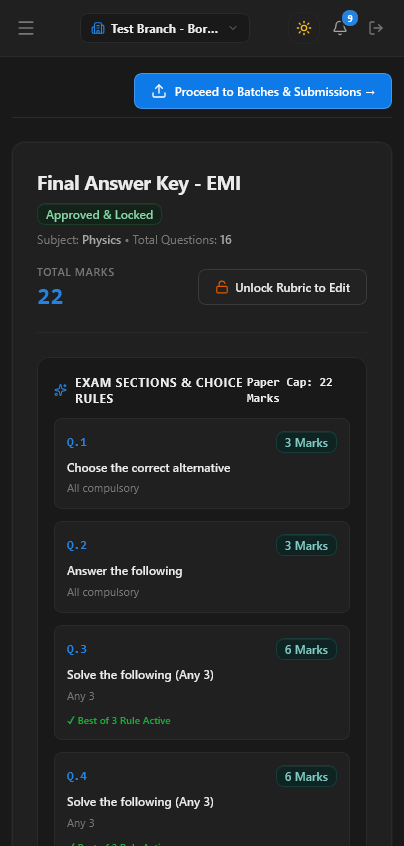 Test Branch - Bor...
9
Proceed to Batches & Submissions →
Final Answer Key - EMI
Approved & Locked
Subject: Physics • Total Questions: 16
TOTAL MARKS
22
Unlock Rubric to Edit
EXAM SECTIONS & CHOICE RULES
Paper Cap: 22 Marks
Q.1
3 Marks
Choose the correct alternative
All compulsory
Q.2
3 Marks
Answer the following
All compulsory
Q.3
6 Marks
Solve the following (Any 3)
Any 3
✓ Best of 3 Rule Active
Q.4
6 Marks
Solve the following (Any 3)
Any 3